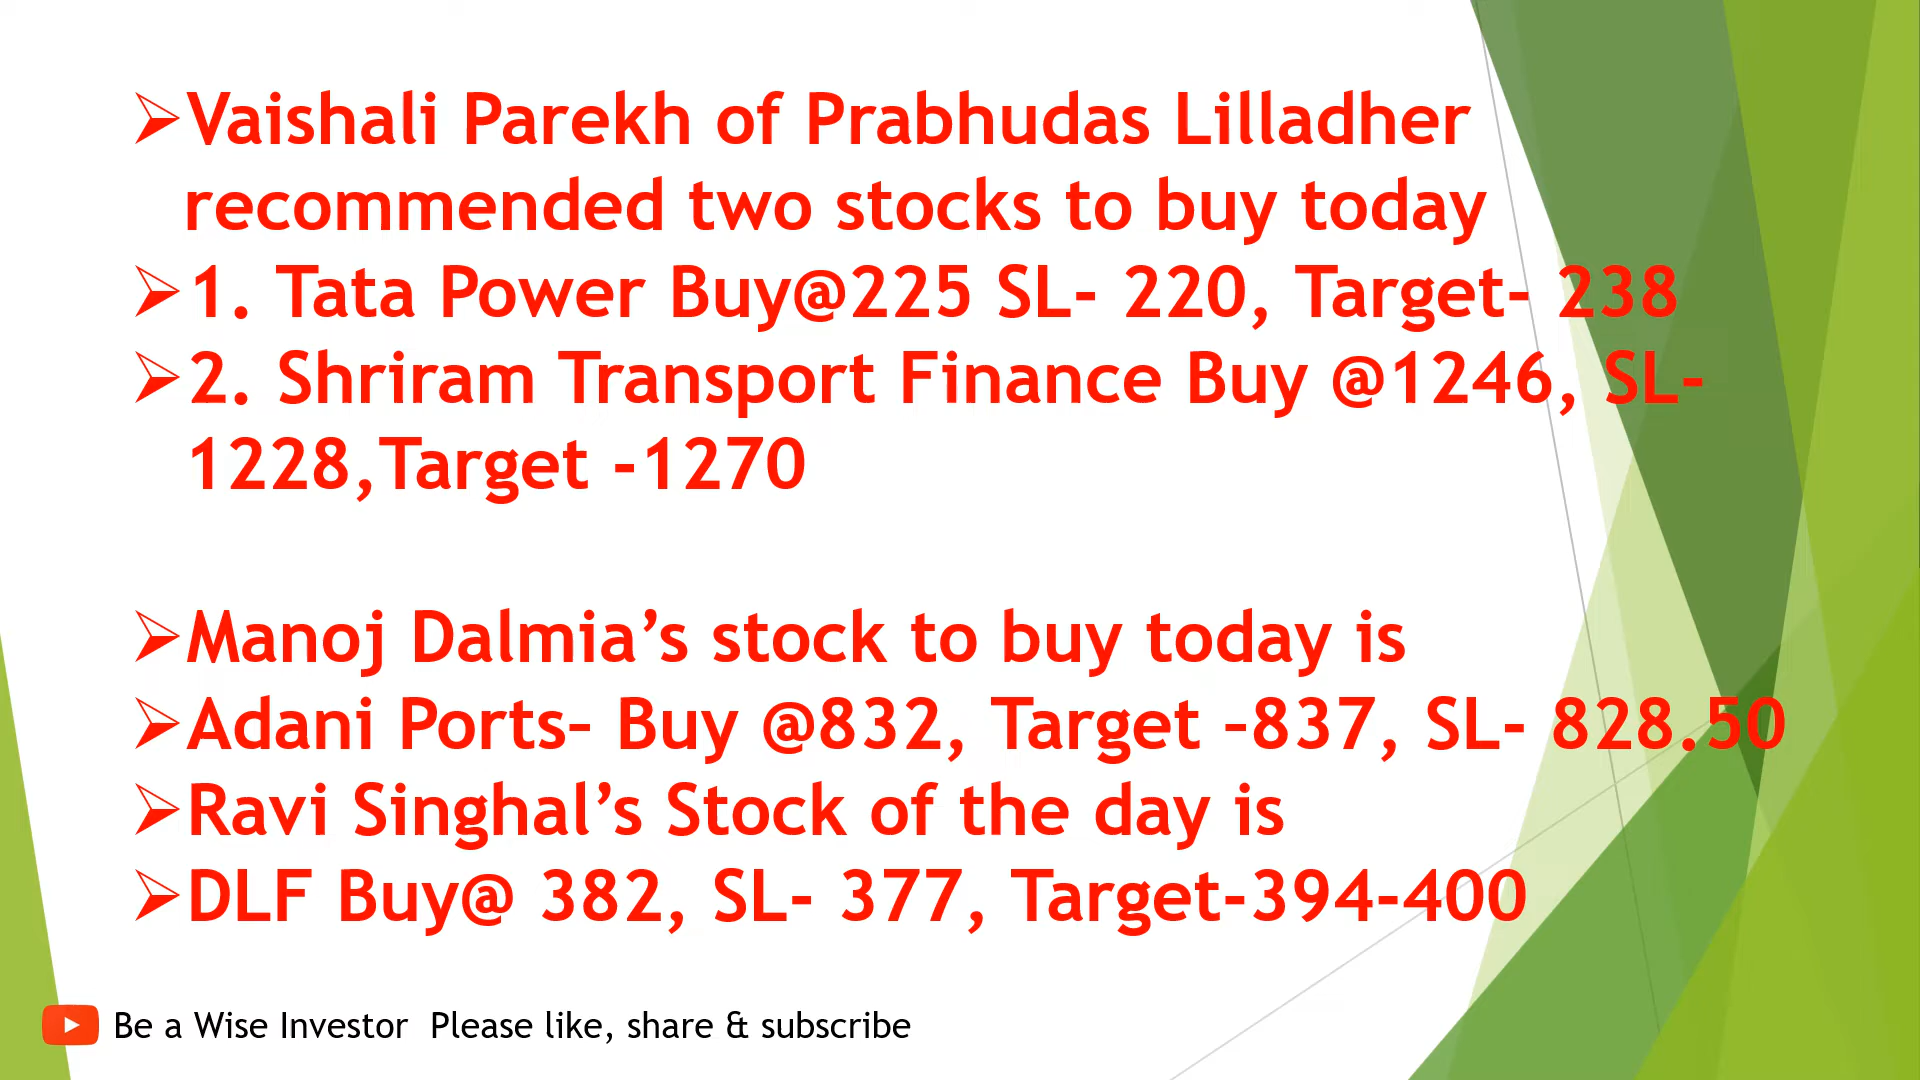 ➢Vaishali Parekh of Prabhudas Lilladher
recommended two stocks to buy today
➢1. Tata Power Buy@225 SL- 220, Target- 238
➢2. Shriram Transport Finance Buy @1246, SL-
1228,Target -1270
➢Manoj Dalmia’s stock to buy today is
➢Adani Ports- Buy @832, Target -837, SL- 828.50
➢Ravi Singhal’s Stock of the day is
➢DLF Buy@ 382, SL- 377, Target-394-400
Be a Wise Investor  Please like, share & subscribe